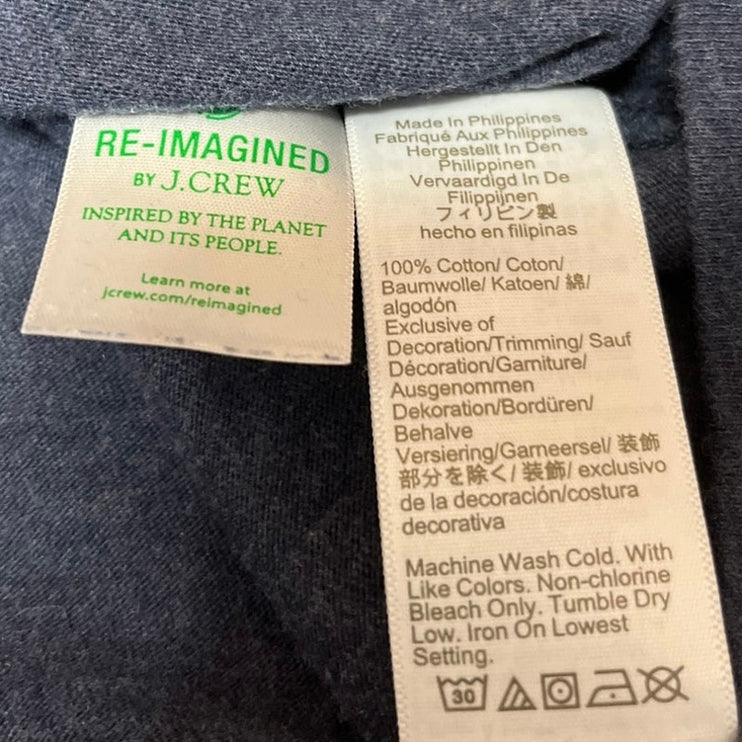 RE-IMAGINED
BY J.CREW
INSPIRED BY THE PLANET
AND ITS PEOPLE.
Learn more at
jcrew.com/reimagined
Made In Philippines
Fabriqué Aux Philippines
Hergestellt In Den
Philippinen
Vervaardigd In De
Filippijnen
フィリピン製
hecho en filipinas
100% Cotton/ Coton/
Baumwolle/ Katoen/ 綿/
algodón
Exclusive of
Decoration/Trimming/ Sauf
Décoration/Garniture/
Ausgenommen
Dekoration/Bordüren/
Behalve
Versiering/Garneersel/ 装飾
部分を除く/ 装飾/ exclusivo
de la decoración/costura
decorativa
Machine Wash Cold. With
Like Colors. Non-chlorine
Bleach Only. Tumble Dry
Low. Iron On Lowest
Setting.
30